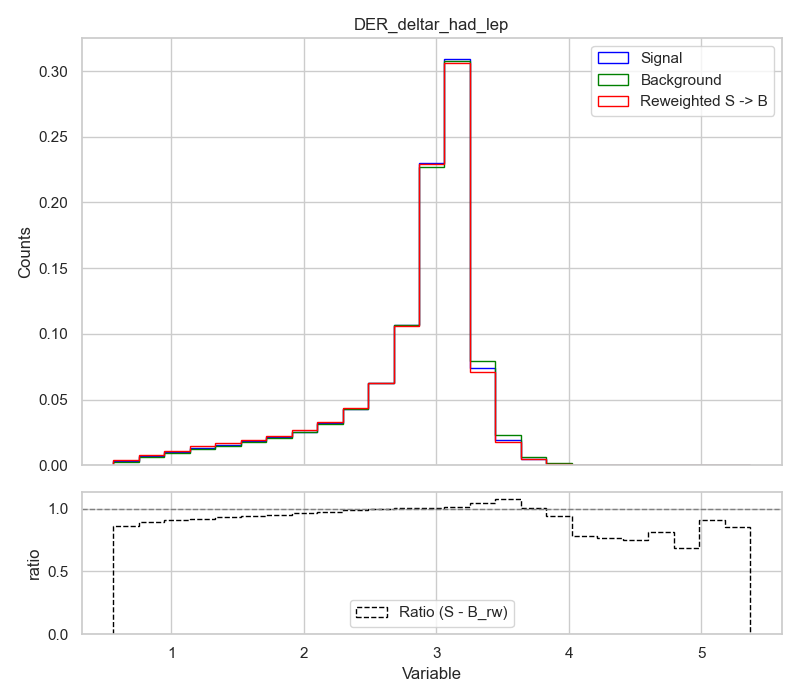 DER_deltar_had_lep
Signal
Background
Reweighted S -> B
Counts
0.30
0.25
0.20
0.15
0.10
0.05
0.00
ratio
1.0
0.5
0.0
Ratio (S - B_rw)
1 2 3 4 5
Variable